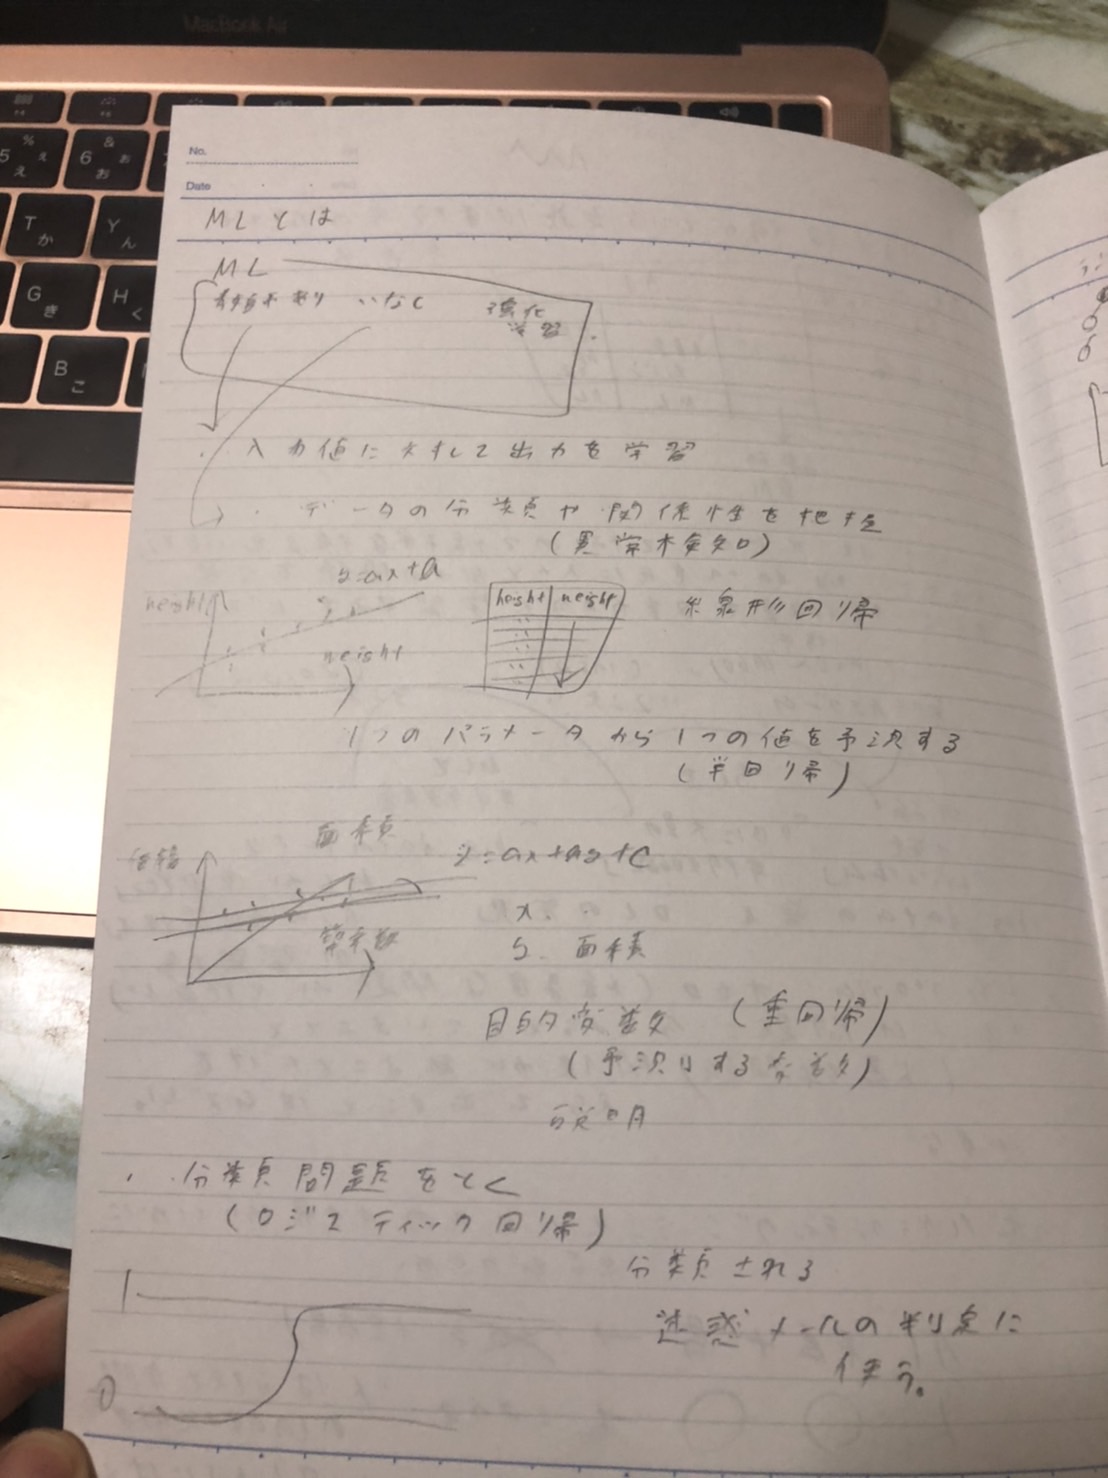 MacBook Air
No.
Date
MLとは
ML
教師あり いなし 強化
学習
・入力値に対して出力を学習
・データの分類や関係性を把握
(異常検知)
y=ax+a
height
height
height
線形回帰
1つのパラメータから1つの値を予測する
(単回帰)
面積
価格
y=ax+ay+C
x.
築年数
y. 面積
目的変数 (重回帰)
(予測する変数)
説明
・分類問題をとく
(ロジスティック回帰)
分類される
1
迷惑メールの判定に
使う。
0